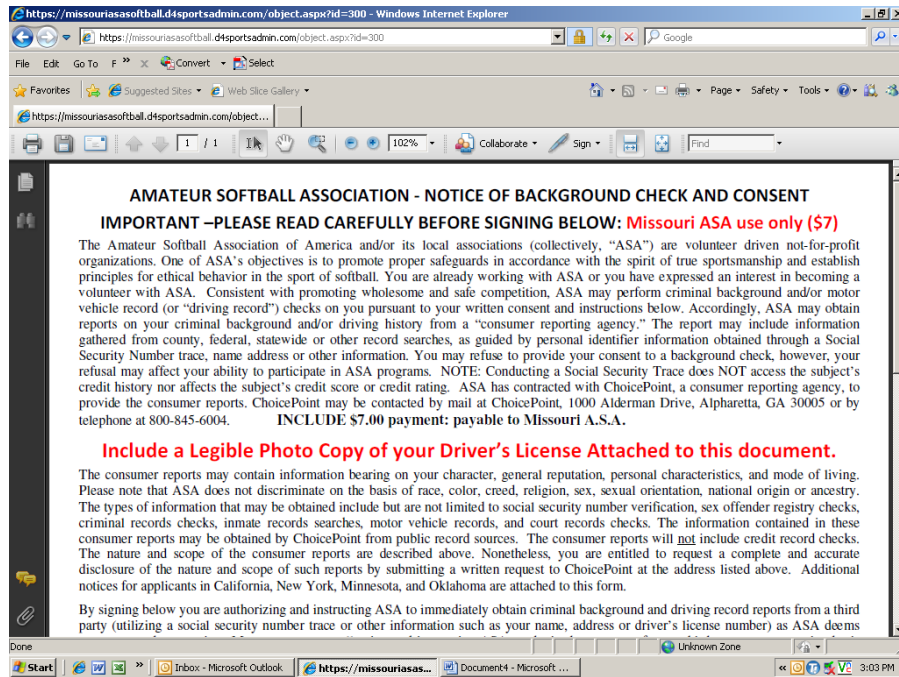 https://missouriasasoftball.d4sportsadmin.com/object.aspx?id=300 - Windows Internet Explorer
https://missouriasasoftball.d4sportsadmin.com/object.aspx?id=300
Google
File Edit Go To F » Convert Select
Favorites Suggested Sites Web Slice Gallery Page Safety Tools
https://missouriasasoftball.d4sportsadmin.com/object...
1 / 1 102% Collaborate Sign Find
AMATEUR SOFTBALL ASSOCIATION - NOTICE OF BACKGROUND CHECK AND CONSENT
IMPORTANT –PLEASE READ CAREFULLY BEFORE SIGNING BELOW: Missouri ASA use only ($7)
The Amateur Softball Association of America and/or its local associations (collectively, “ASA”) are volunteer driven not-for-profit
organizations. One of ASA’s objectives is to promote proper safeguards in accordance with the spirit of true sportsmanship and establish
principles for ethical behavior in the sport of softball. You are already working with ASA or you have expressed an interest in becoming a
volunteer with ASA. Consistent with promoting wholesome and safe competition, ASA may perform criminal background and/or motor
vehicle record (or “driving record”) checks on you pursuant to your written consent and instructions below. Accordingly, ASA may obtain
reports on your criminal background and/or driving history from a “consumer reporting agency.” The report may include information
gathered from county, federal, statewide or other record searches, as guided by personal identifier information obtained through a Social
Security Number trace, name address or other information. You may refuse to provide your consent to a background check, however, your
refusal may affect your ability to participate in ASA programs. NOTE: Conducting a Social Security Trace does NOT access the subject’s
credit history nor affects the subject’s credit score or credit rating. ASA has contracted with ChoicePoint, a consumer reporting agency, to
provide the consumer reports. ChoicePoint may be contacted by mail at ChoicePoint, 1000 Alderman Drive, Alpharetta, GA 30005 or by
telephone at 800-845-6004. INCLUDE $7.00 payment: payable to Missouri A.S.A.
Include a Legible Photo Copy of your Driver’s License Attached to this document.
The consumer reports may contain information bearing on your character, general reputation, personal characteristics, and mode of living.
Please note that ASA does not discriminate on the basis of race, color, creed, religion, sex, sexual orientation, national origin or ancestry.
The types of information that may be obtained include but are not limited to social security number verification, sex offender registry checks,
criminal records checks, inmate records searches, motor vehicle records, and court records checks. The information contained in these
consumer reports may be obtained by ChoicePoint from public record sources. The consumer reports will not include credit record checks.
The nature and scope of the consumer reports are described above. Nonetheless, you are entitled to request a complete and accurate
disclosure of the nature and scope of such reports by submitting a written request to ChoicePoint at the address listed above. Additional
notices for applicants in California, New York, Minnesota, and Oklahoma are attached to this form.
By signing below you are authorizing and instructing ASA to immediately obtain criminal background and driving record reports from a third
party (utilizing a social security number trace or other information such as your name, address or driver’s license number) as ASA deems
Done Unknown Zone
Start » Inbox - Microsoft Outlook https://missouriasas... Document4 - Microsoft ... « 3:03 PM